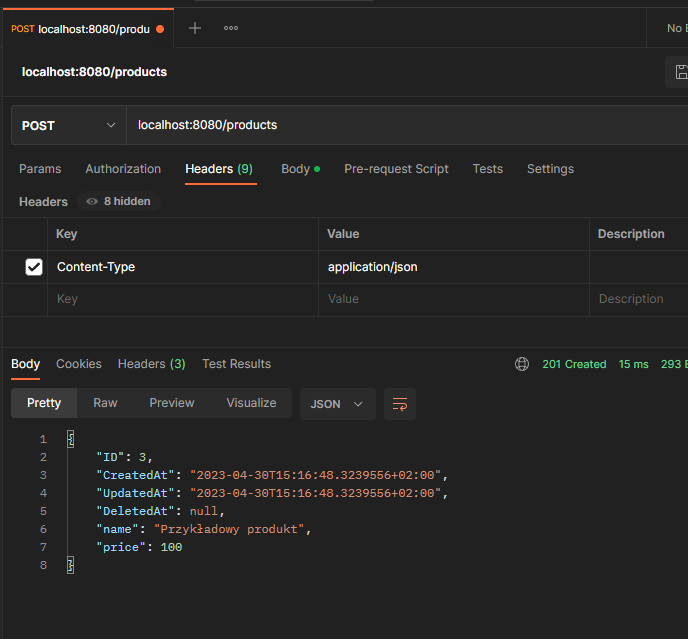 POST localhost:8080/produ
No
localhost:8080/products
POST localhost:8080/products
Params Authorization Headers (9) Body Pre-request Script Tests Settings
Headers 8 hidden
Key Value Description
Content-Type application/json
Key Value Description
Body Cookies Headers (3) Test Results 201 Created 15 ms 293
Pretty Raw Preview Visualize JSON
1 {
2 "ID": 3,
3 "CreatedAt": "2023-04-30T15:16:48.3239556+02:00",
4 "UpdatedAt": "2023-04-30T15:16:48.3239556+02:00",
5 "DeletedAt": null,
6 "name": "Przykładowy produkt",
7 "price": 100
8 }